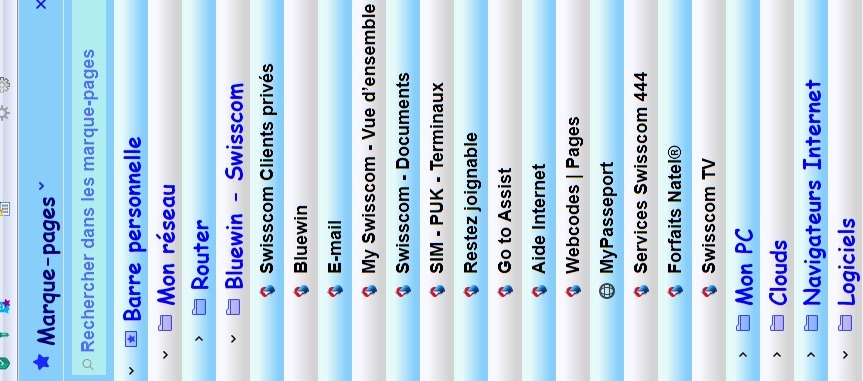 Marque-pages
Rechercher dans les marque-pages
Barre personnelle
Mon réseau
Router
Bluewin - Swisscom
Swisscom Clients privés
Bluewin
E-mail
My Swisscom - Vue d'ensemble
Swisscom - Documents
SIM - PUK - Terminaux
Restez joignable
Go to Assist
Aide Internet
Webcodes | Pages
MyPasseport
Services Swisscom 444
Forfaits Natel®
Swisscom TV
Mon PC
Clouds
Navigateurs Internet
Logiciels